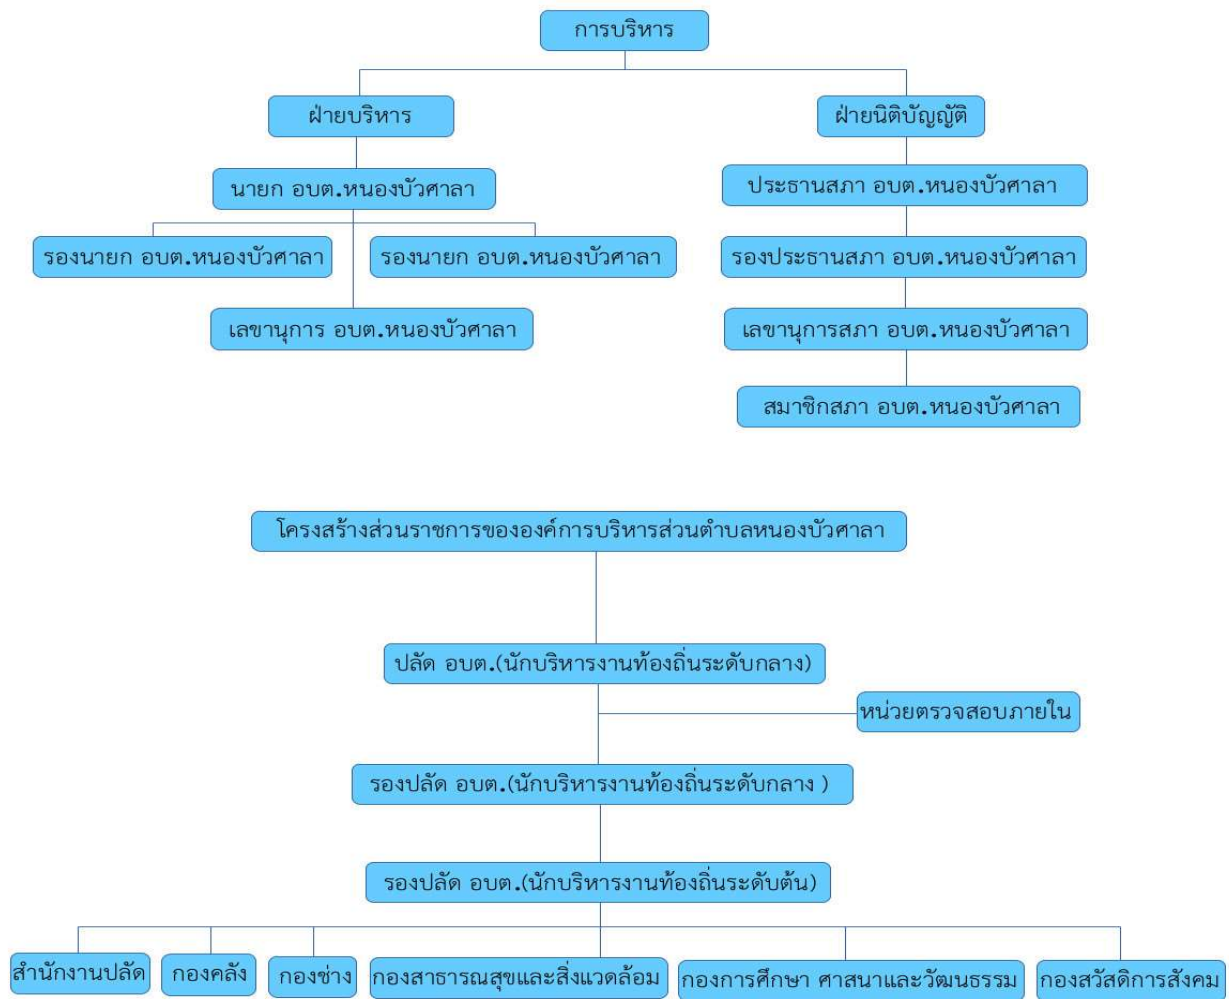 การบริหาร
ฝ่ายบริหาร
ฝ่ายนิติบัญญัติ
นายก อบต.หนองบัวศาลา
ประธานสภา อบต.หนองบัวศาลา
รองนายก อบต.หนองบัวศาลา
รองนายก อบต.หนองบัวศาลา
รองประธานสภา อบต.หนองบัวศาลา
เลขานุการ อบต.หนองบัวศาลา
เลขานุการสภา อบต.หนองบัวศาลา
สมาชิกสภา อบต.หนองบัวศาลา
โครงสร้างส่วนราชการขององค์การบริหารส่วนตำบลหนองบัวศาลา
ปลัด อบต.(นักบริหารงานท้องถิ่นระดับกลาง)
หน่วยตรวจสอบภายใน
รองปลัด อบต.(นักบริหารงานท้องถิ่นระดับกลาง )
รองปลัด อบต.(นักบริหารงานท้องถิ่นระดับต้น)
สำนักงานปลัด
กองคลัง
กองช่าง
กองสาธารณสุขและสิ่งแวดล้อม
กองการศึกษา ศาสนาและวัฒนธรรม
กองสวัสดิการสังคม